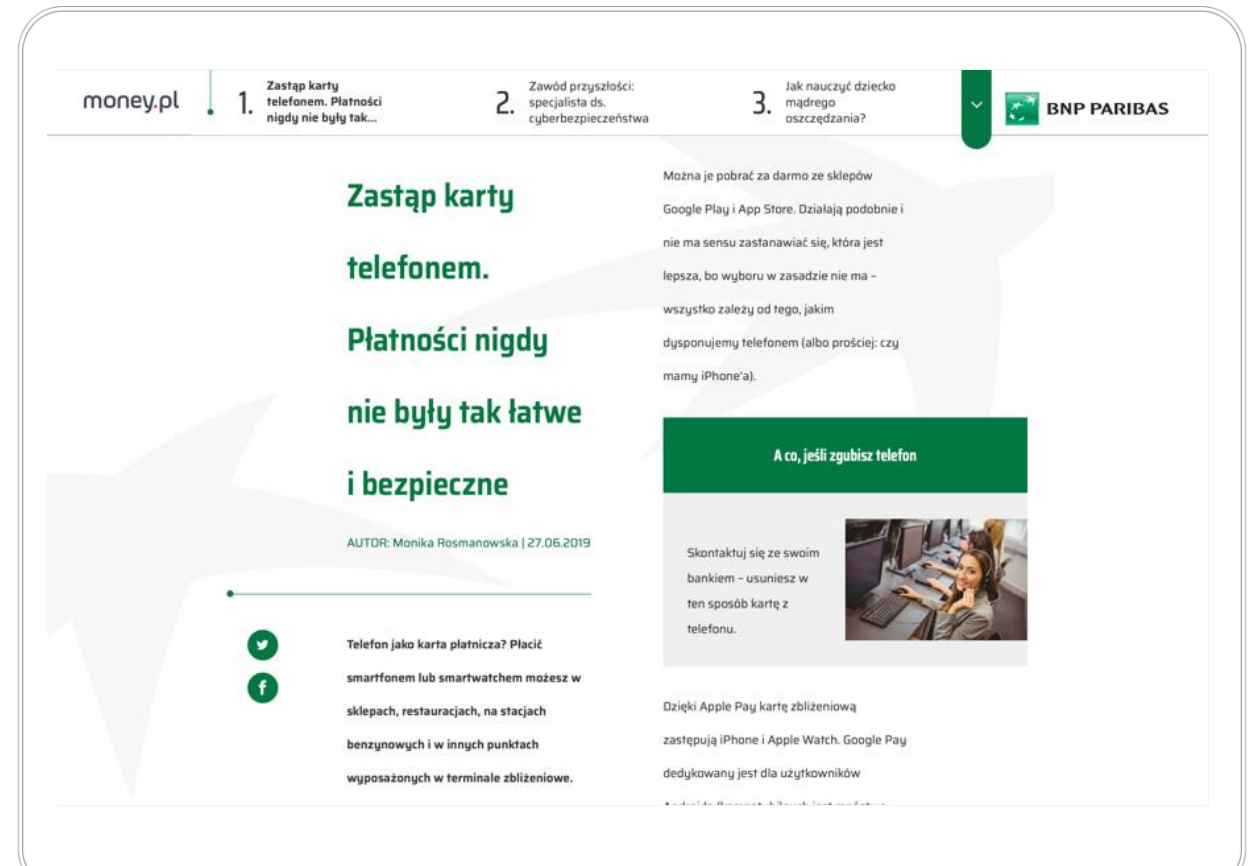 money.pl
1.
Zastąp karty
telefonem. Płatności
nigdy nie były tak...
2.
Zawód przyszłości:
specjalista ds.
cyberbezpieczeństwa
3.
Jak nauczyć dziecko
mądrego
oszczędzania?
BNP PARIBAS
Zastąp karty
telefonem.
Płatności nigdy
nie były tak łatwe
i bezpieczne
AUTOR: Monika Rosmanowska | 27.06.2019
Telefon jako karta płatnicza? Płacić
smartfonem lub smartwatchem możesz w
sklepach, restauracjach, na stacjach
benzynowych i w innych punktach
wyposażonych w terminale zbliżeniowe.
Można je pobrać za darmo ze sklepów
Google Play i App Store. Działają podobnie i
nie ma sensu zastanawiać się, która jest
lepsza, bo wyboru w zasadzie nie ma –
wszystko zależy od tego, jakim
dysponujemy telefonem (albo prościej: czy
mamy iPhone'a).
A co, jeśli zgubisz telefon
Skontaktuj się ze swoim
bankiem – usuniesz w
ten sposób kartę z
telefonu.
Dzięki Apple Pay kartę zbliżeniową
zastępują iPhone i Apple Watch. Google Pay
dedykowany jest dla użytkowników